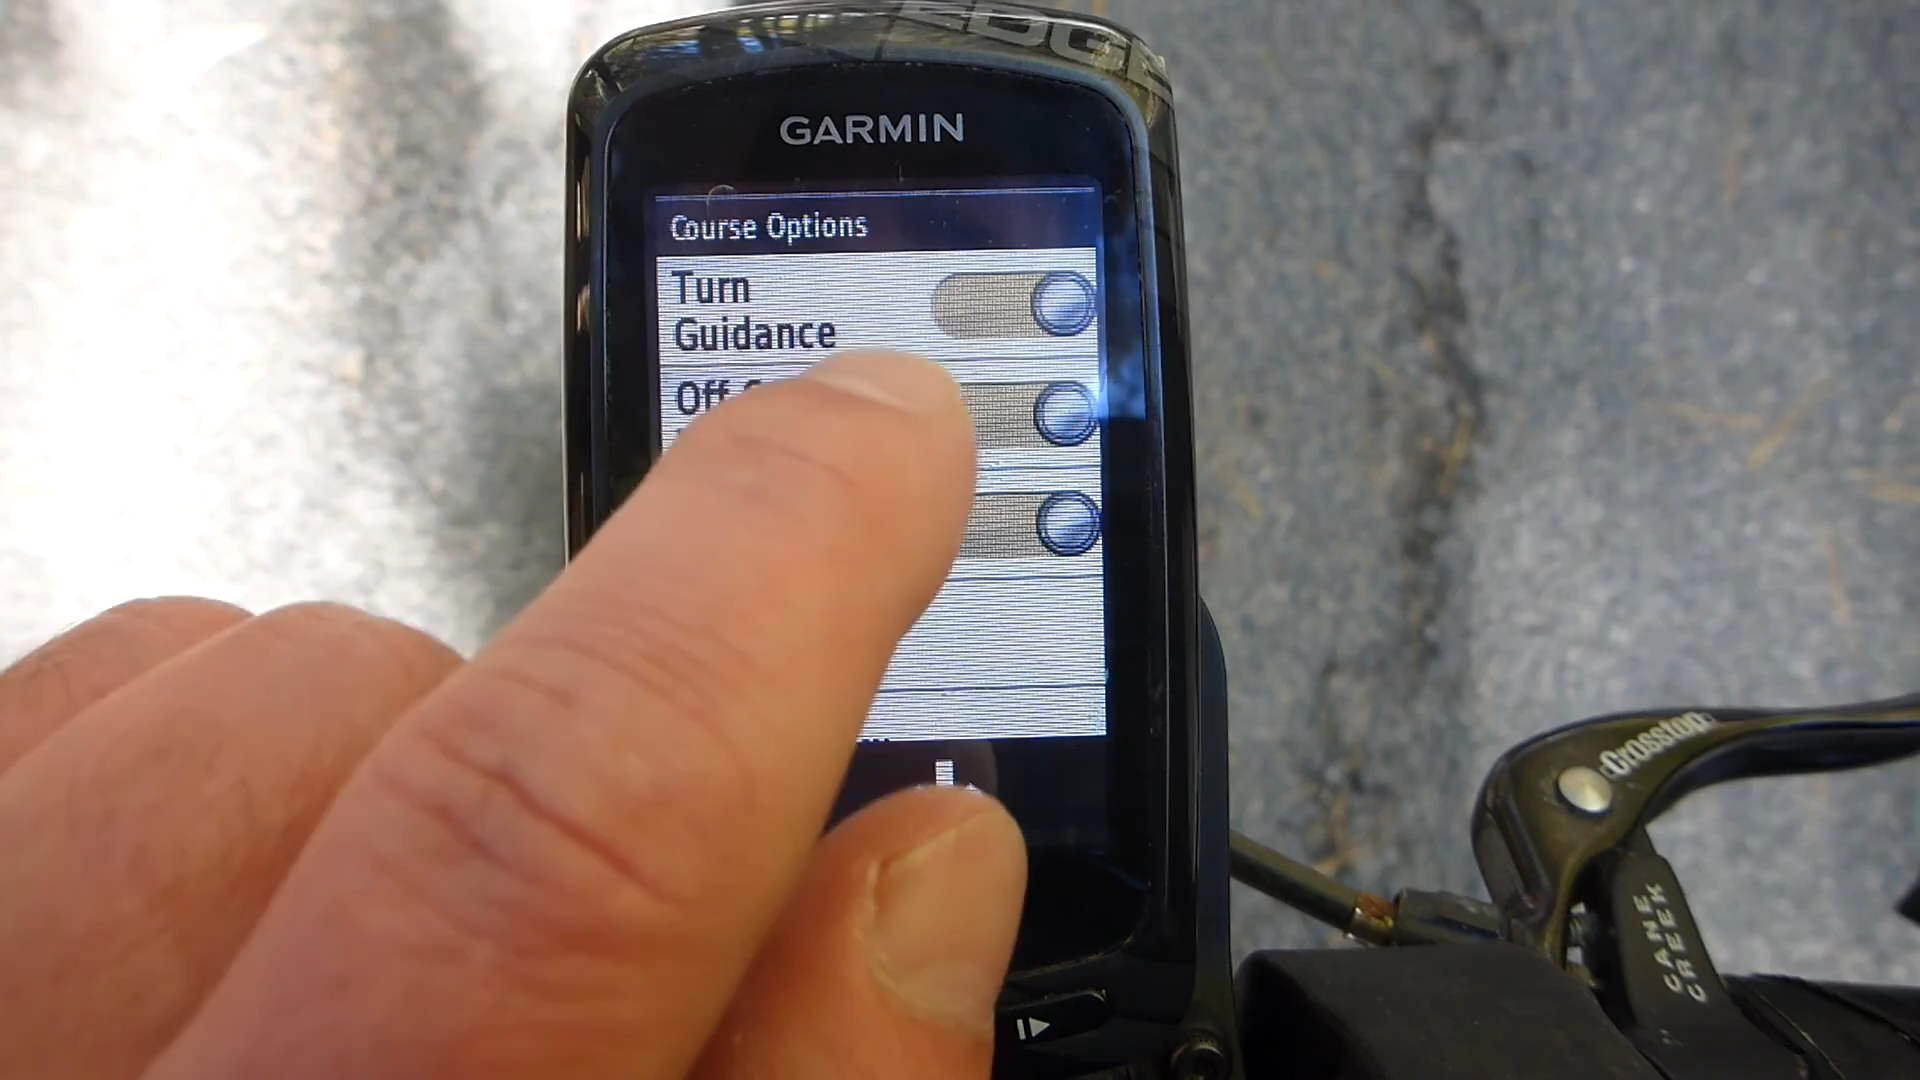 EDGE
GARMIN
Course Options
Turn
Guidance
Off
Crosstop
CANE
CREEK